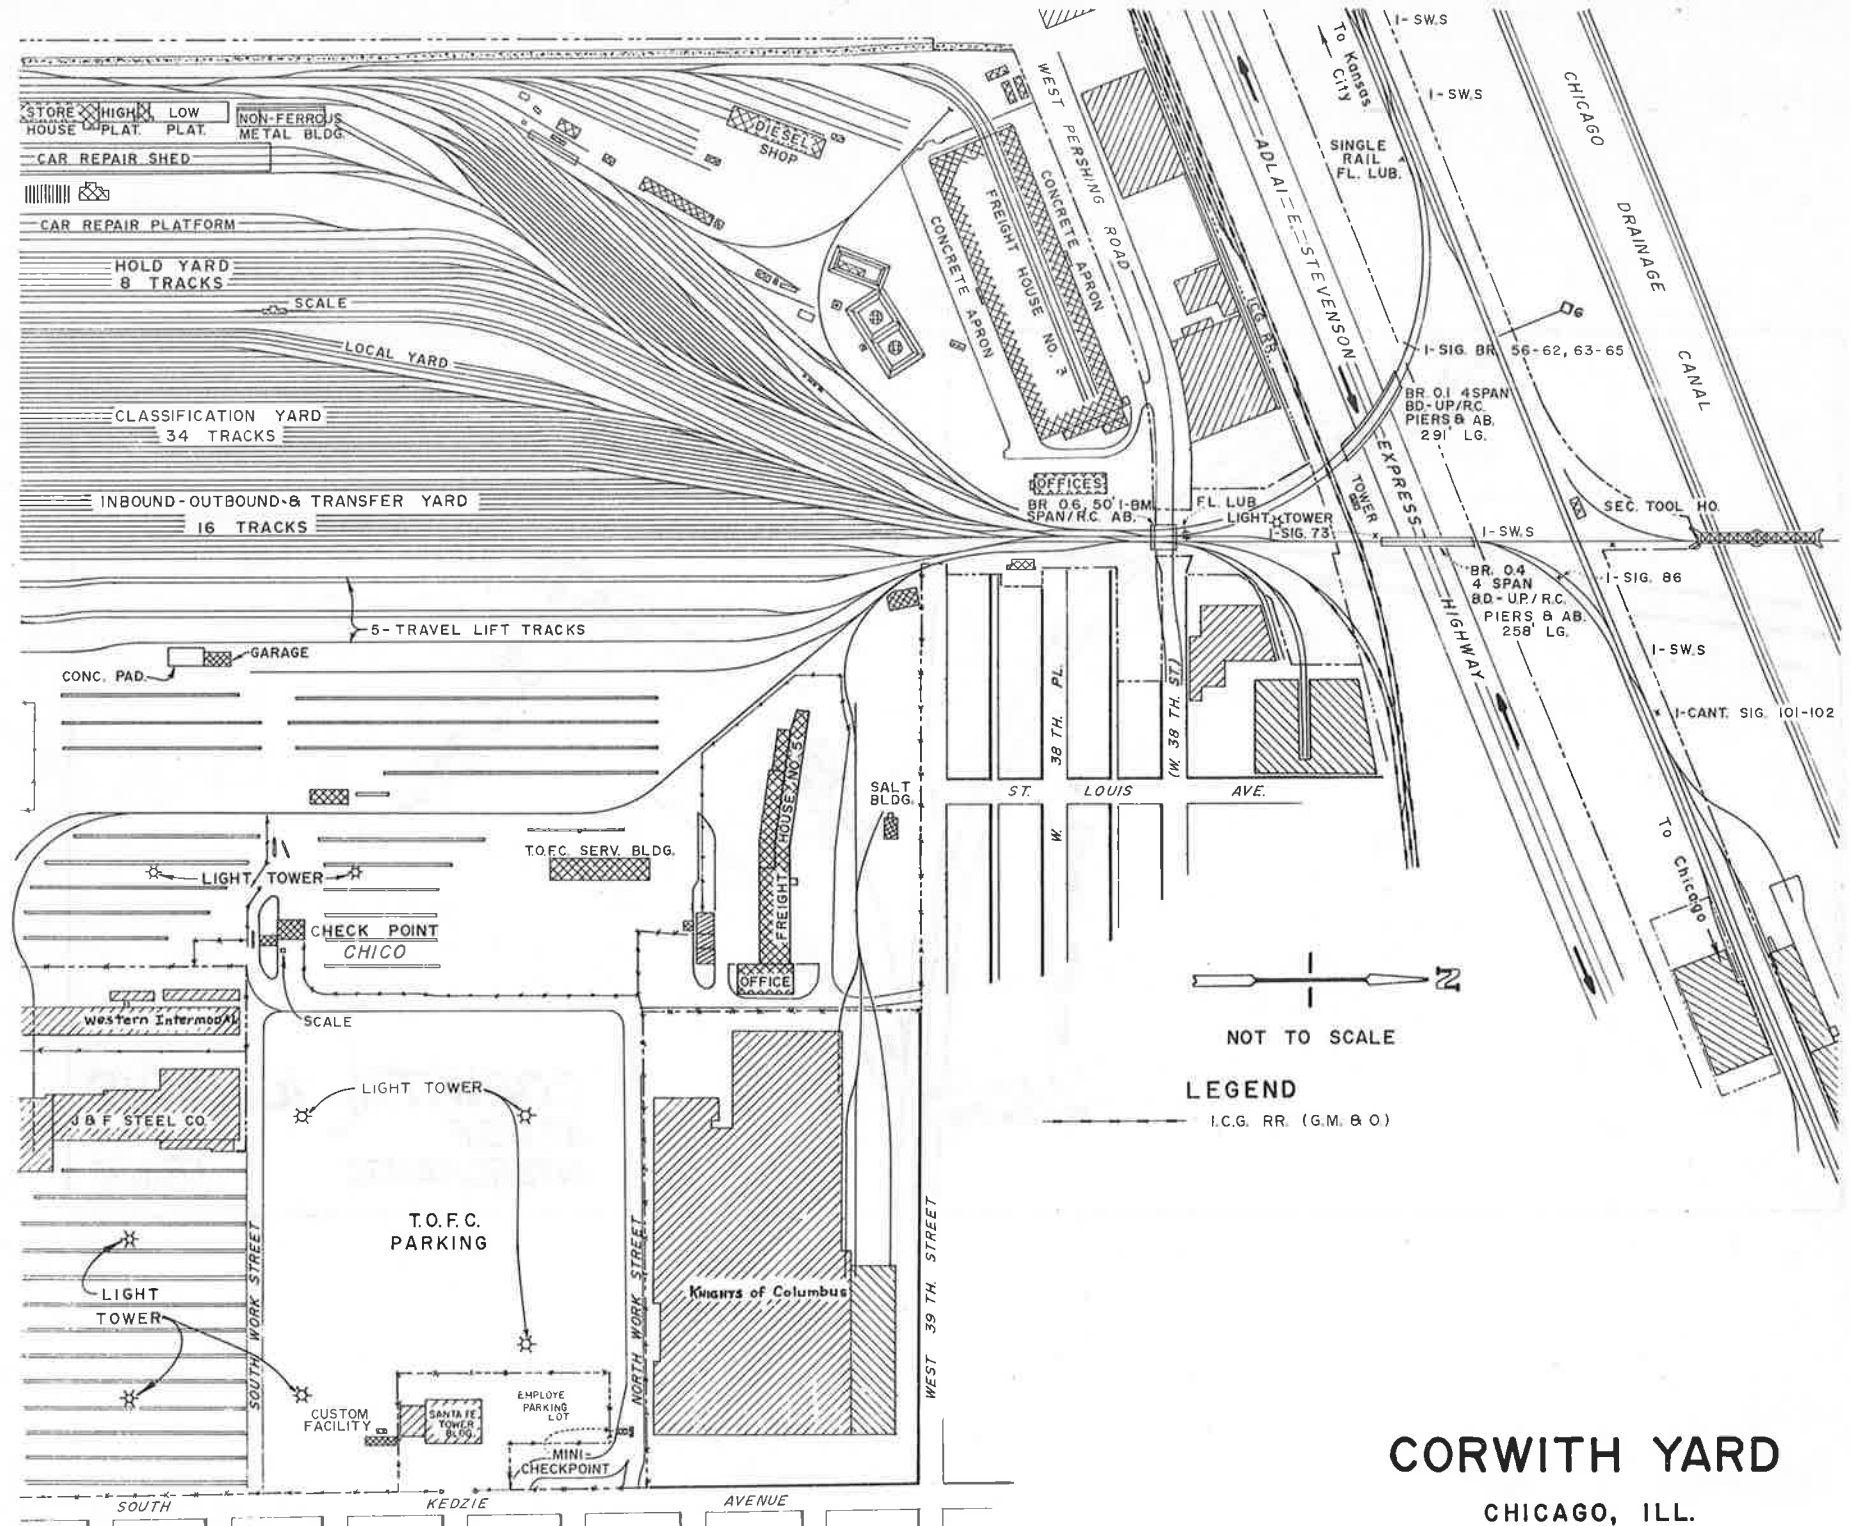 STORE
HOUSE
HIGH
PLAT.
LOW
PLAT.
NON-FERROUS
METAL BLDG.
CAR REPAIR SHED
CAR REPAIR PLATFORM
HOLD YARD
8 TRACKS
SCALE
LOCAL YARD
CLASSIFICATION YARD
34 TRACKS
INBOUND-OUTBOUND & TRANSFER YARD
16 TRACKS
5-TRAVEL LIFT TRACKS
GARAGE
CONC. PAD.
DIESEL
SHOP
CONCRETE APRON
FREIGHT HOUSE NO. 3
CONCRETE APRON
WEST PERSHING ROAD
I.C.G. RR.
ADLAI E. STEVENSON
EXPRESS
HIGHWAY
To Kansas
City
1-SW.S
1-SW.S
SINGLE
RAIL
FL. LUB.
CHICAGO
DRAINAGE
CANAL
G
1-SIG. BR. 56-62, 63-65
BR. 0.1 4 SPAN
BD.-UP/R.C.
PIERS & AB.
291' LG.
OFFICES
BR 0.6, 50' 1-BM
SPAN/R.C. AB.
FL. LUB.
LIGHT TOWER
1-SIG. 73
TOWER
1-SW.S
SEC. TOOL HO.
BR. 0.4
4 SPAN
B.D.-U.P./R.C.
PIERS & AB.
258' LG.
1-SIG. 86
1-SW.S
1-CANT. SIG. 101-102
To Chicago
W. 38 TH. PL.
(W. 38 TH. ST.)
ST. LOUIS AVE.
SALT
BLDG.
FREIGHT HOUSE NO. 5
OFFICE
T.O.F.C. SERV. BLDG.
LIGHT TOWER
CHECK POINT
CHICO
SCALE
Western Intermodal
J & F STEEL CO.
LIGHT TOWER
T.O.F.C.
PARKING
LIGHT
TOWER
SOUTH WORK STREET
NORTH WORK STREET
Knights of Columbus
WEST 39 TH. STREET
CUSTOM
FACILITY
SANTA FE
TOWER
BLDG.
EMPLOYE
PARKING
LOT
MINI-
CHECKPOINT
SOUTH KEDZIE AVENUE
N
NOT TO SCALE
LEGEND
I.C.G. RR. (G.M. & O.)
CORWITH YARD
CHICAGO, ILL.